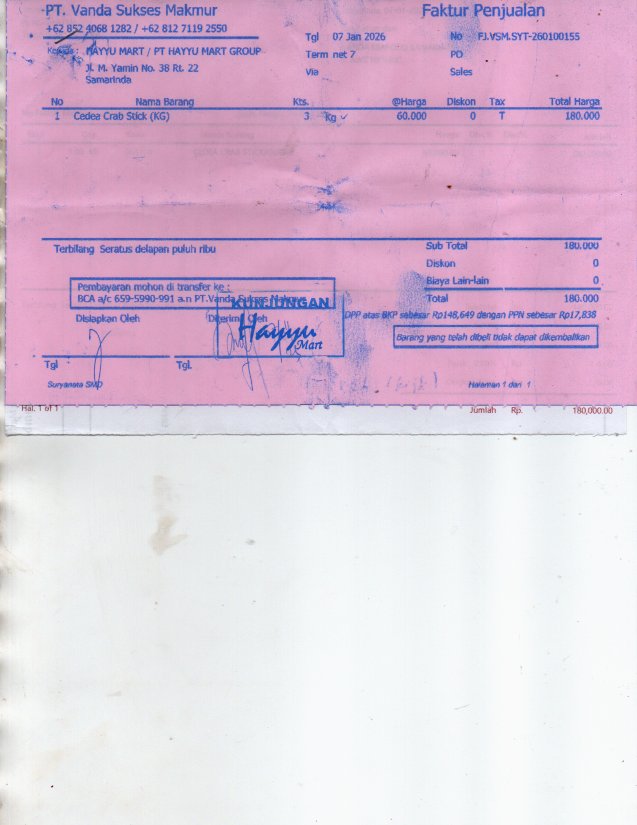 PT. Vanda Sukses Makmur
+62 852 4068 1282 / +62 812 7119 2550
Kepada : HAYYU MART / PT HAYYU MART GROUP
Jl. M. Yamin No. 38 Rt. 22
Samarinda
Faktur Penjualan
Tgl 07 Jan 2026
No FJ.VSM.SYT-260100155
Term net 7
PO
Via
Sales
No Nama Barang Kts. @Harga Diskon Tax Total Harga
1 Cedea Crab Stick (KG) 3 Kg 60.000 0 T 180.000
Terbilang Seratus delapan puluh ribu
Sub Total 180.000
Diskon 0
Biaya Lain-lain 0
Total 180.000
Pembayaran mohon di transfer ke :
BCA a/c 659-5990-991 a.n PT.Vanda Sukses Makmur
DPP atas BKP sebesar Rp148,649 dengan PPN sebesar Rp17,838
Barang yang telah dibeli tidak dapat dikembalikan
Disiapkan Oleh
Diterima Oleh
KUNJUNGAN
Hayyu
Mart
Tgl
Tgl.
Suryanata SMD
Halaman 1 dari 1
Hal. 1 of 1
Jumlah Rp. 180,000.00